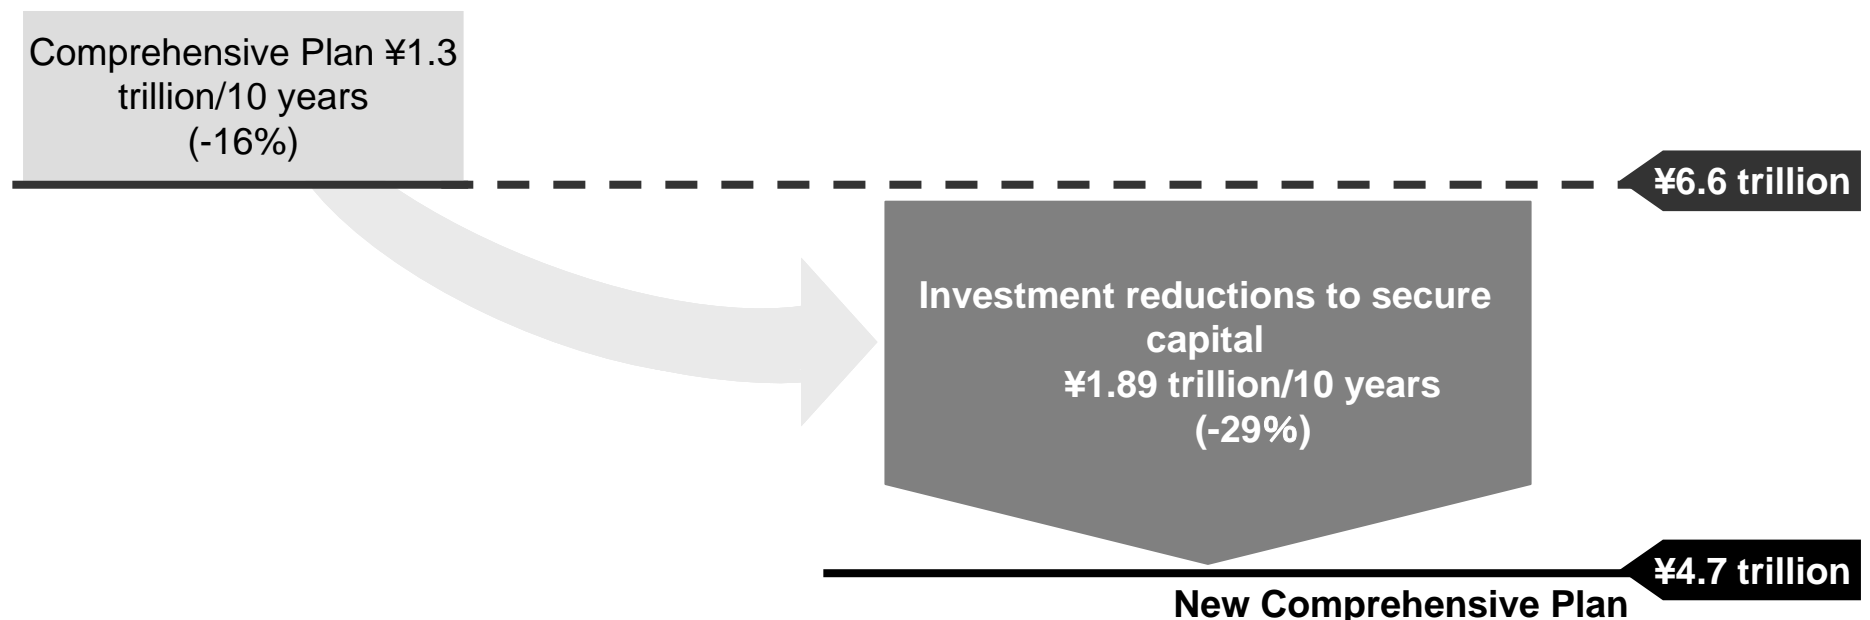 Comprehensive Plan ¥1.3
trillion/10 years
(-16%)
¥6.6 trillion
Investment reductions to secure
capital
¥1.89 trillion/10 years
(-29%)
¥4.7 trillion
New Comprehensive Plan